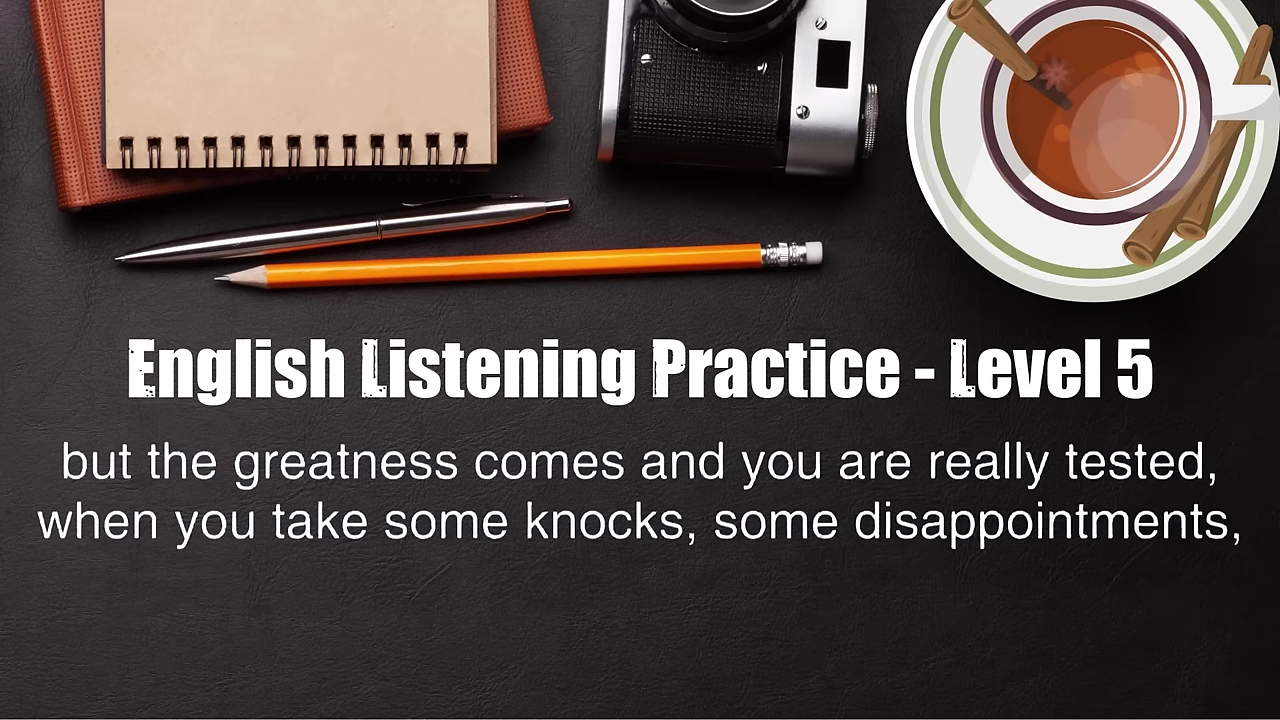 English Listening Practice - Level 5
but the greatness comes and you are really tested,
when you take some knocks, some disappointments,